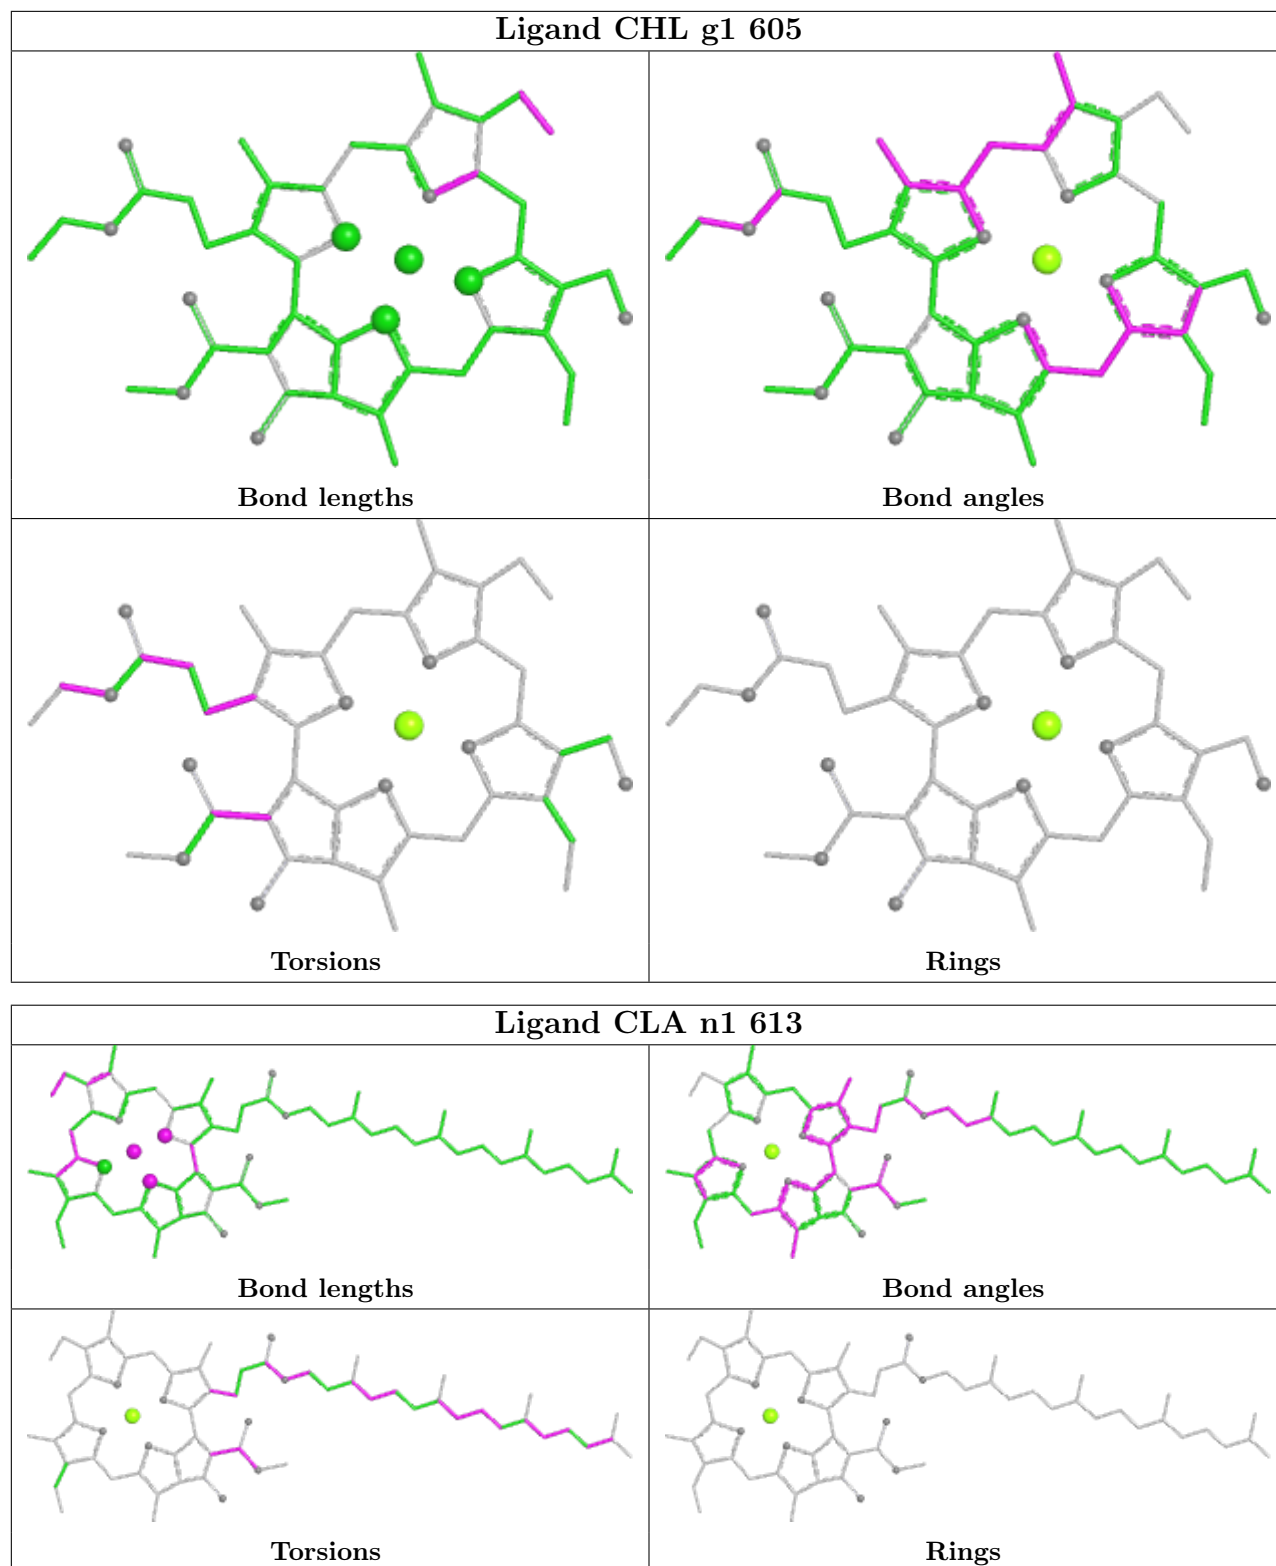 Ligand CHL g1 605
Bond lengths
Bond angles
Torsions
Rings
Ligand CLA n1 613
Bond lengths
Bond angles
Torsions
Rings